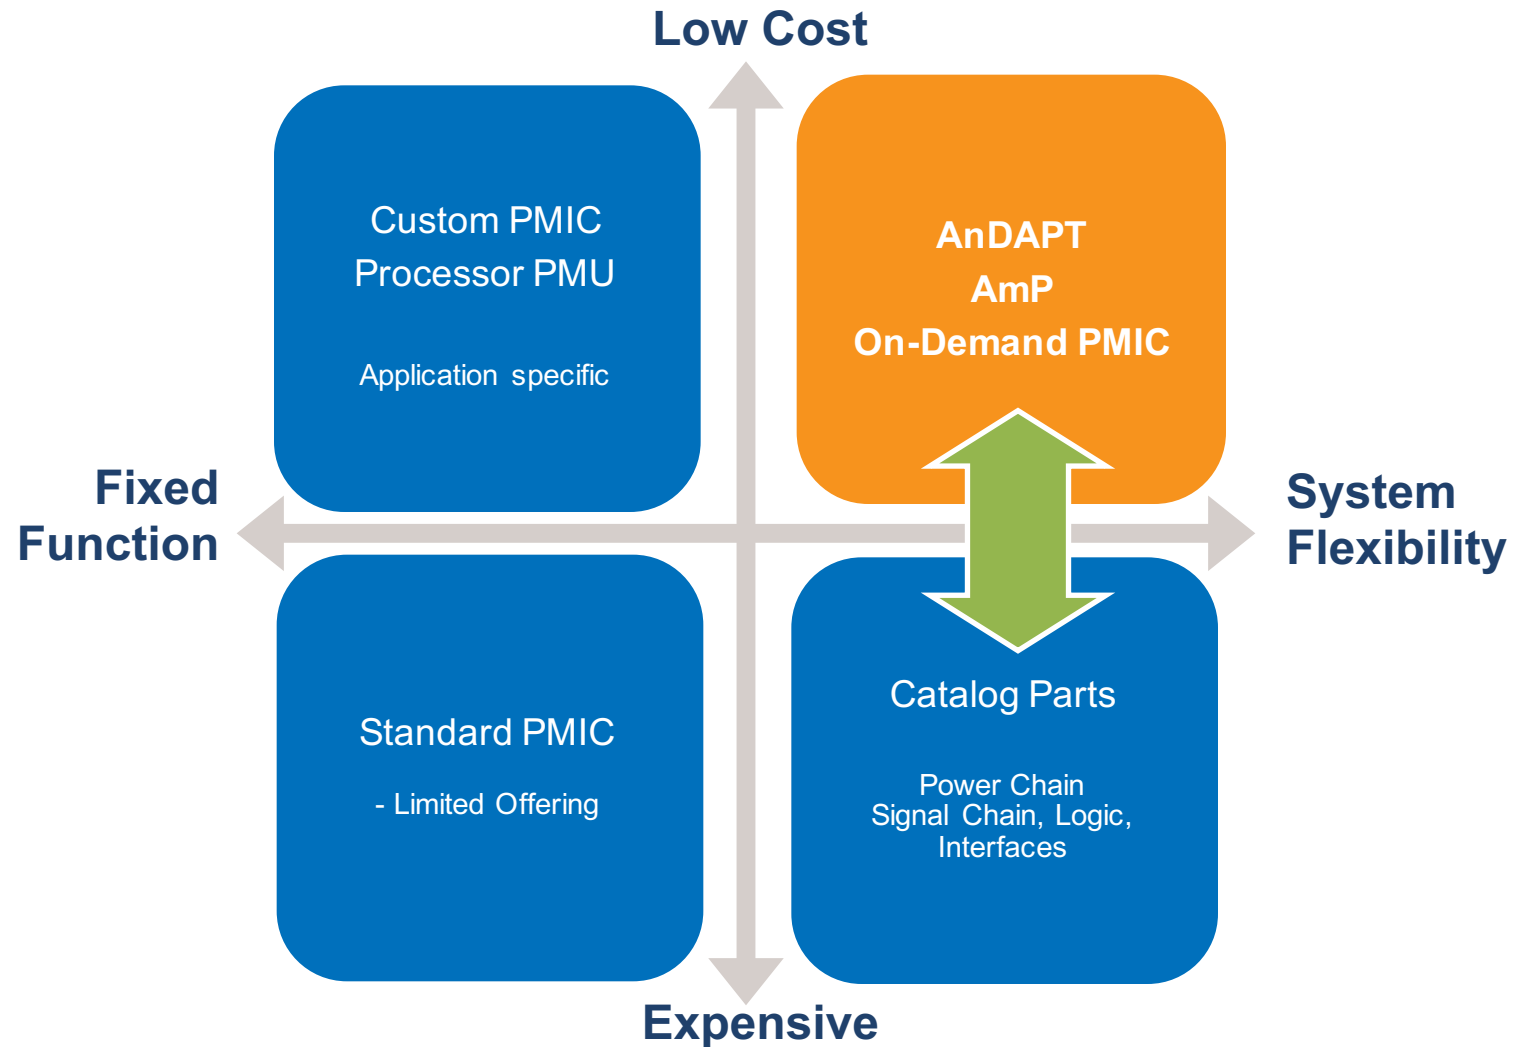 Low Cost
Custom PMIC
Processor PMU
Application specific
AnDAPT
AmP
On-Demand PMIC
Fixed
Function
System
Flexibility
Standard PMIC
- Limited Offering
Catalog Parts
Power Chain
Signal Chain, Logic,
Interfaces
Expensive